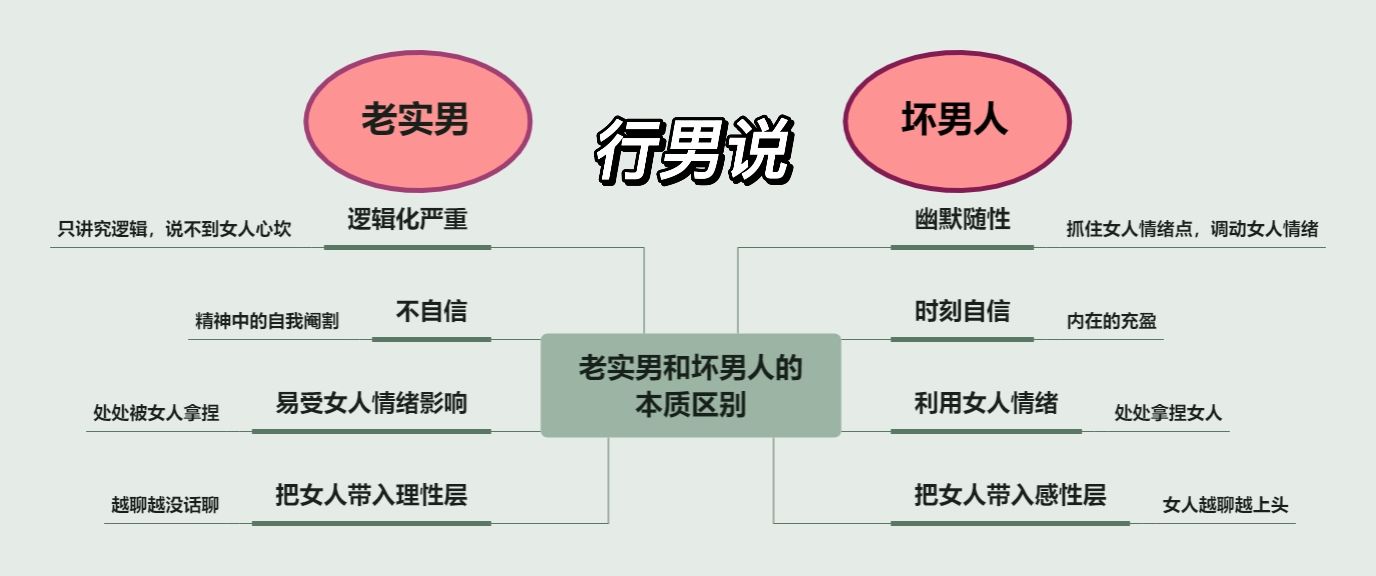 老实男
行男说
坏男人
逻辑化严重
只讲究逻辑，说不到女人心坎
不自信
精神中的自我阉割
易受女人情绪影响
处处被女人拿捏
把女人带入理性层
越聊越没话聊
老实男和坏男人的
本质区别
幽默随性
抓住女人情绪点，调动女人情绪
时刻自信
内在的充盈
利用女人情绪
处处拿捏女人
把女人带入感性层
女人越聊越上头